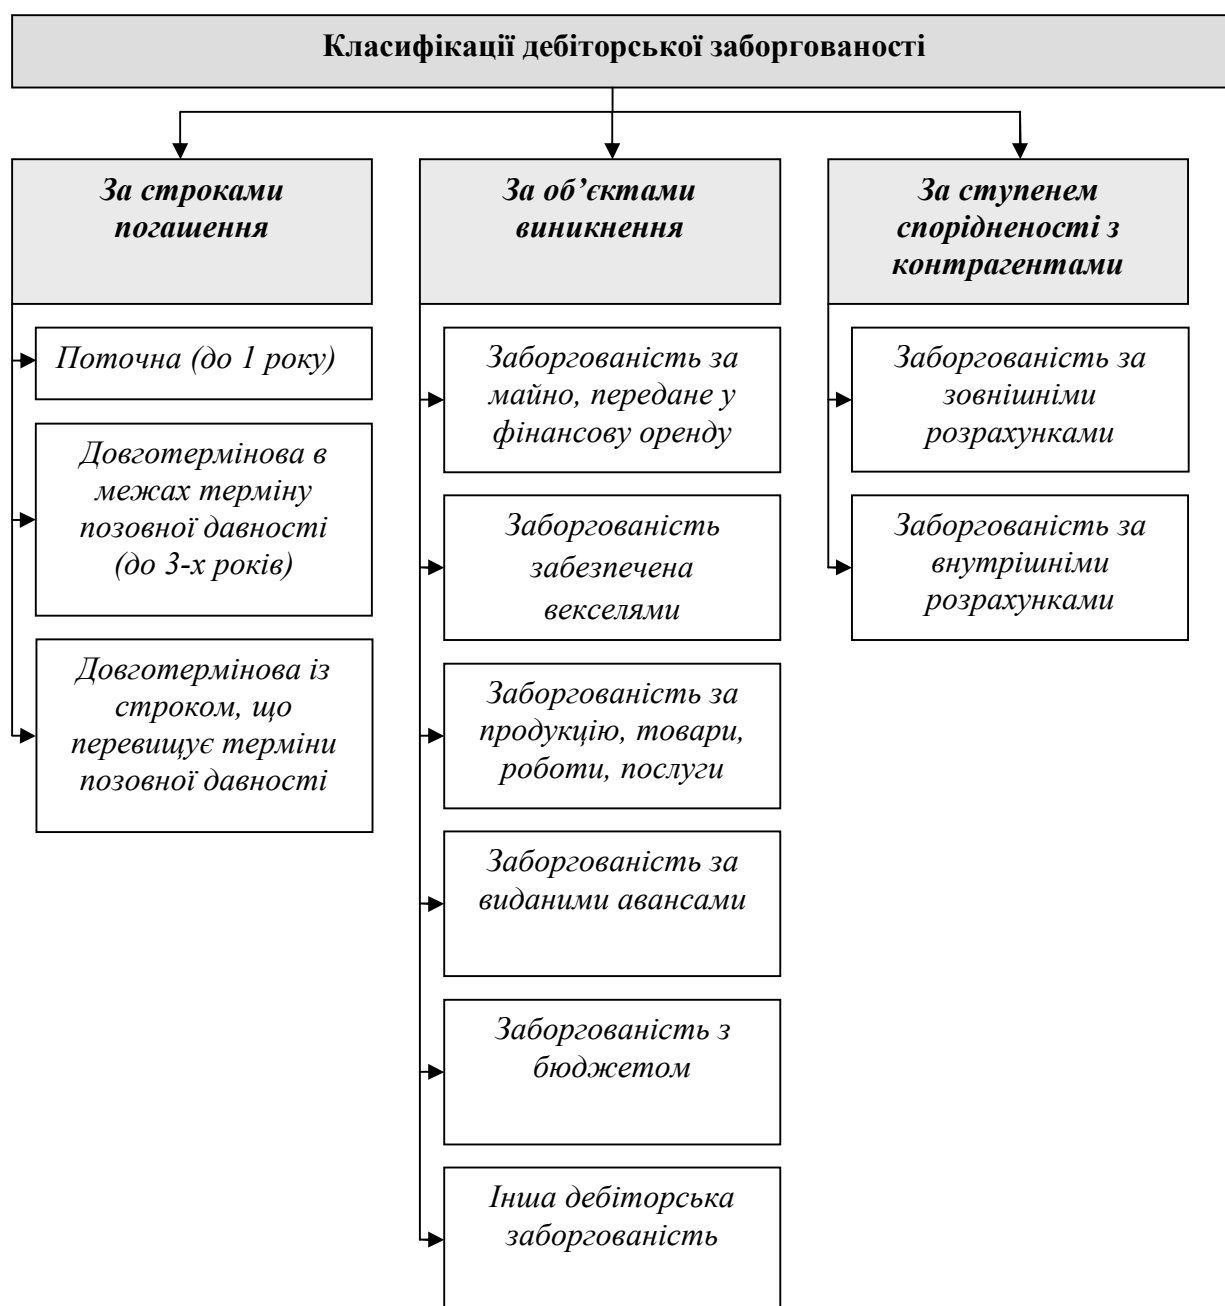 Класифікації дебіторської заборгованості
За строками
погашення
Поточна (до 1 року)
Довготермінова в
межах терміну
позовної давності
(до 3-х років)
Довготермінова із
строком, що
перевищує терміни
позовної давності
За об’єктами
виникнення
Заборгованість за
майно, передане у
фінансову оренду
Заборгованість
забезпечена
векселями
Заборгованість за
продукцію, товари,
роботи, послуги
Заборгованість за
виданими авансами
Заборгованість з
бюджетом
Інша дебіторська
заборгованість
За ступенем
спорідненості з
контрагентами
Заборгованість за
зовнішніми
розрахунками
Заборгованість за
внутрішніми
розрахунками